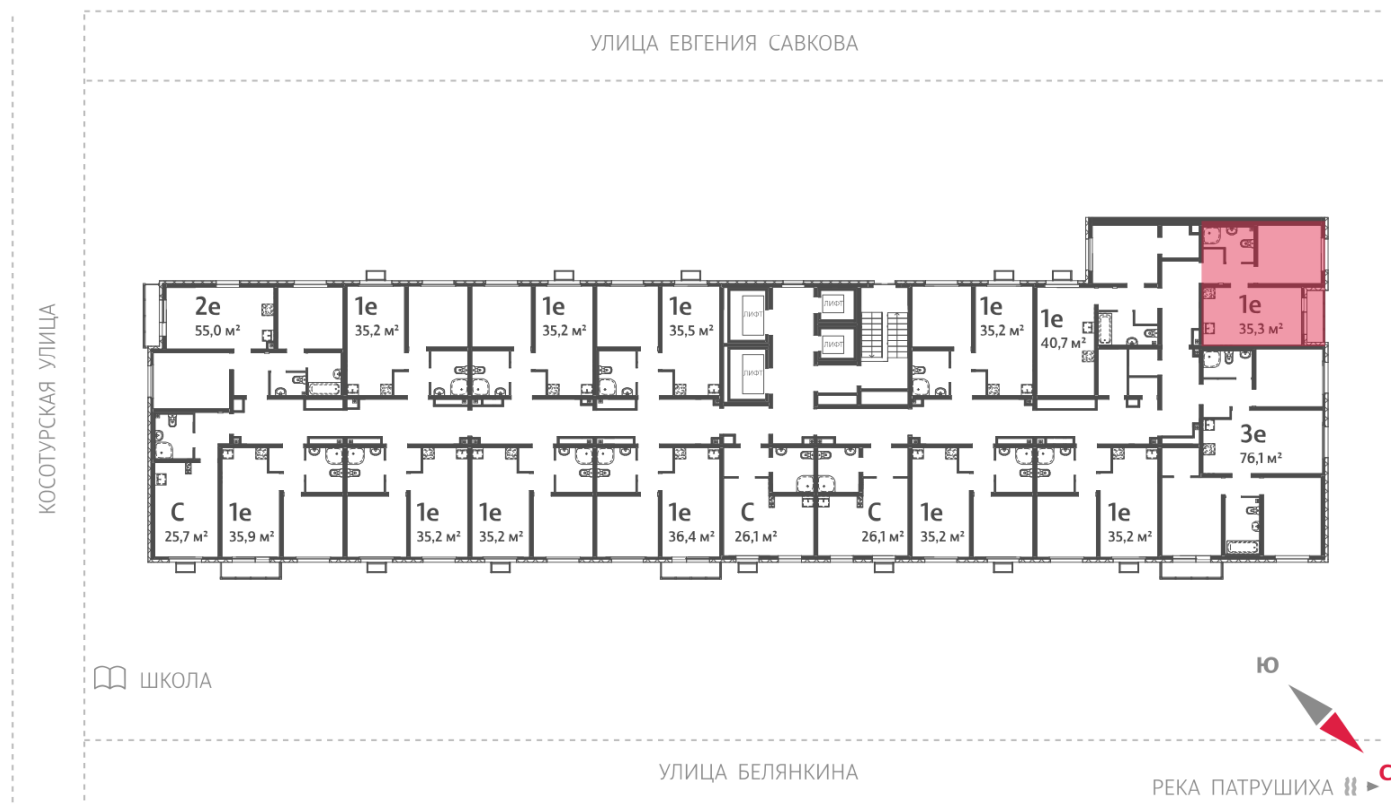 УЛИЦА ЕВГЕНИЯ САВКОВА
КОСОТУРСКАЯ УЛИЦА
2е
55,0 м²
1е
35,2 м²
1е
35,2 м²
1е
35,5 м²
ЛИФТ
ЛИФТ
ЛИФТ
ЛИФТ
1е
35,2 м²
1е
40,7 м²
1е
35,3 м²
3е
76,1 м²
С
25,7 м²
1е
35,9 м²
1е
35,2 м²
1е
35,2 м²
1е
36,4 м²
С
26,1 м²
С
26,1 м²
1е
35,2 м²
1е
35,2 м²
ШКОЛА
Ю
С
УЛИЦА БЕЛЯНКИНА
РЕКА ПАТРУШИХА